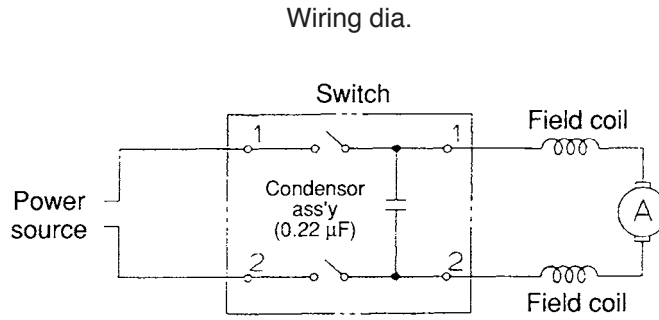 Wiring dia.
Switch
1
1
Field coil
Power
source
Condensor
ass'y
(0.22 µF)
A
2
2
Field coil